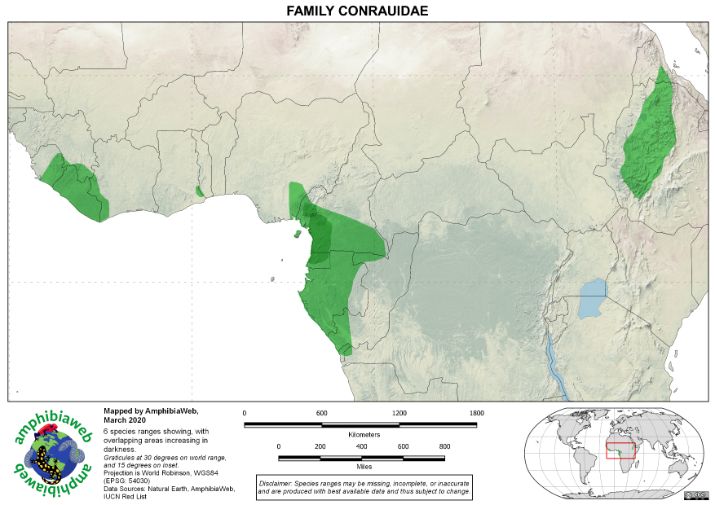 FAMILY CONRAUIDAE
amphibiaweb
amphibiaweb
Mapped by AmphibiaWeb,
March 2020
6 species ranges showing, with
overlapping areas increasing in
darkness.
Graticules at 30 degrees on world range,
and 15 degrees on inset.
Projection is World Robinson, WGS84
(EPSG: 54030)
Data Sources: Natural Earth, AmphibiaWeb,
IUCN Red List
0 600 1200 1800
Kilometers
0 200 400 600 800
Miles
Disclaimer: Species ranges may be missing, incomplete, or inaccurate
and are produced with best available data and thus subject to change.